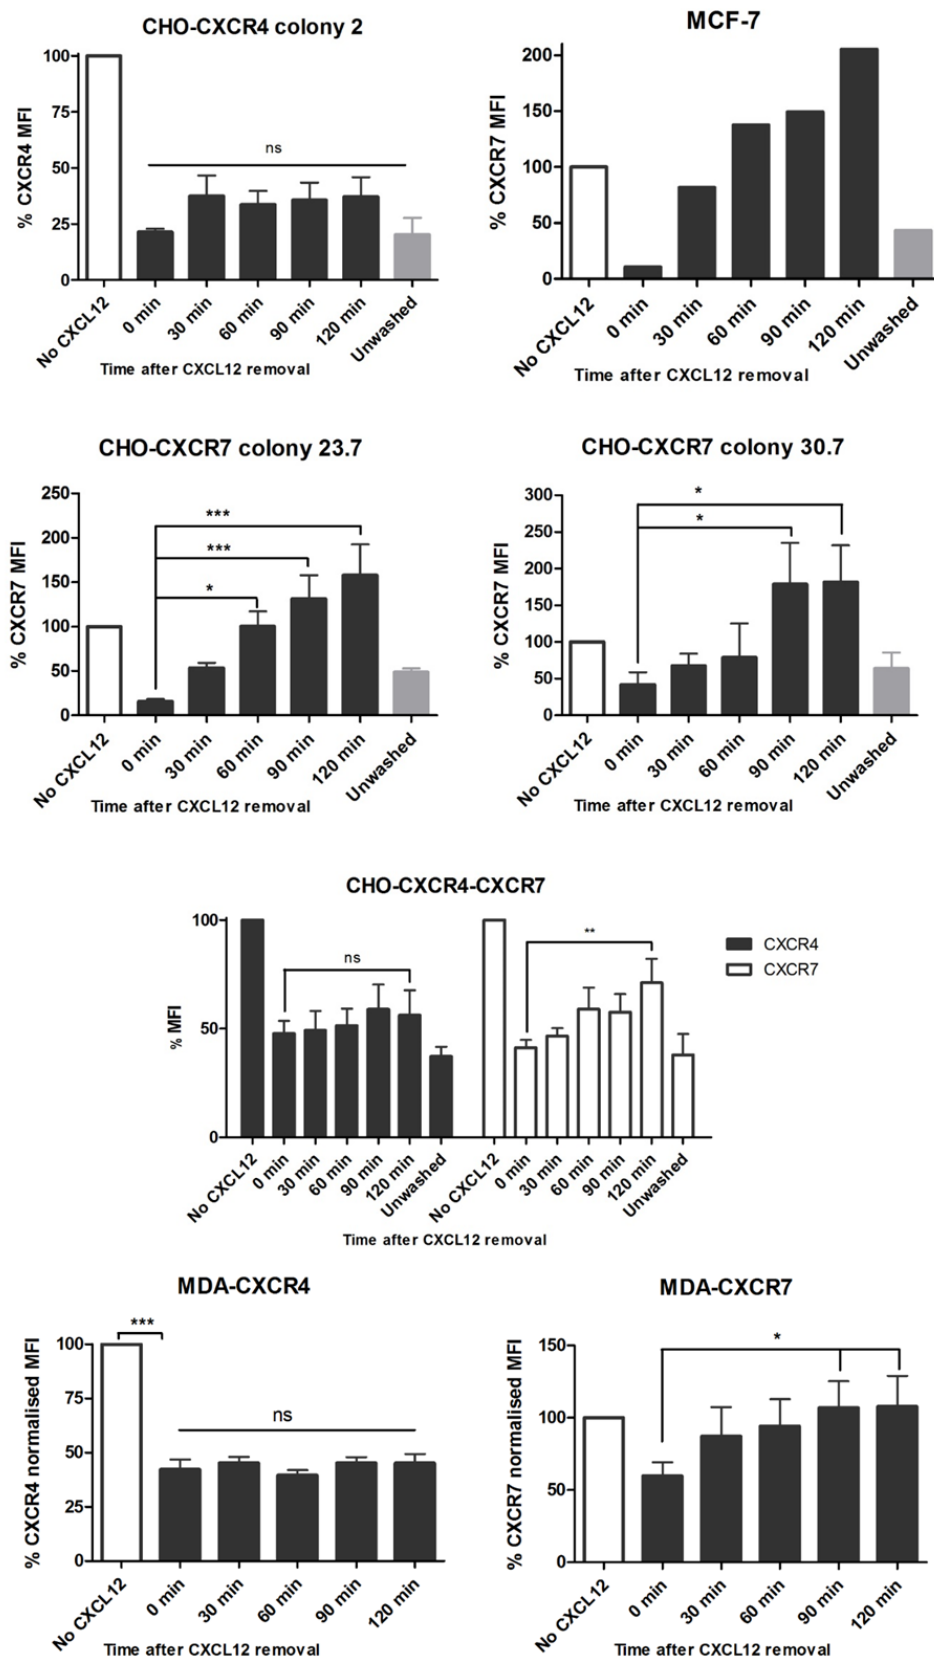 CHO-CXCR4 colony 2
% CXCR4 MFI
100
75
50
25
0
ns
No CXCL12
0 min
30 min
60 min
90 min
120 min
Unwashed
Time after CXCL12 removal
MCF-7
% CXCR7 MFI
200
150
100
50
0
No CXCL12
0 min
30 min
60 min
90 min
120 min
Unwashed
Time after CXCL12 removal
CHO-CXCR7 colony 23.7
% CXCR7 MFI
250
200
150
100
50
0
***
***
*
No CXCL12
0 min
30 min
60 min
90 min
120 min
Unwashed
Time after CXCL12 removal
CHO-CXCR7 colony 30.7
% CXCR7 MFI
300
250
200
150
100
50
0
*
*
No CXCL12
0 min
30 min
60 min
90 min
120 min
Unwashed
Time after CXCL12 removal
CHO-CXCR4-CXCR7
% MFI
100
50
0
ns
**
CXCR4
CXCR7
No CXCL12
0 min
30 min
60 min
90 min
120 min
Unwashed
No CXCL12
0 min
30 min
60 min
90 min
120 min
Unwashed
Time after CXCL12 removal
MDA-CXCR4
% CXCR4 normalised MFI
100
75
50
25
0
***
ns
No CXCL12
0 min
30 min
60 min
90 min
120 min
Time after CXCL12 removal
MDA-CXCR7
% CXCR7 normalised MFI
150
100
50
0
*
No CXCL12
0 min
30 min
60 min
90 min
120 min
Time after CXCL12 removal